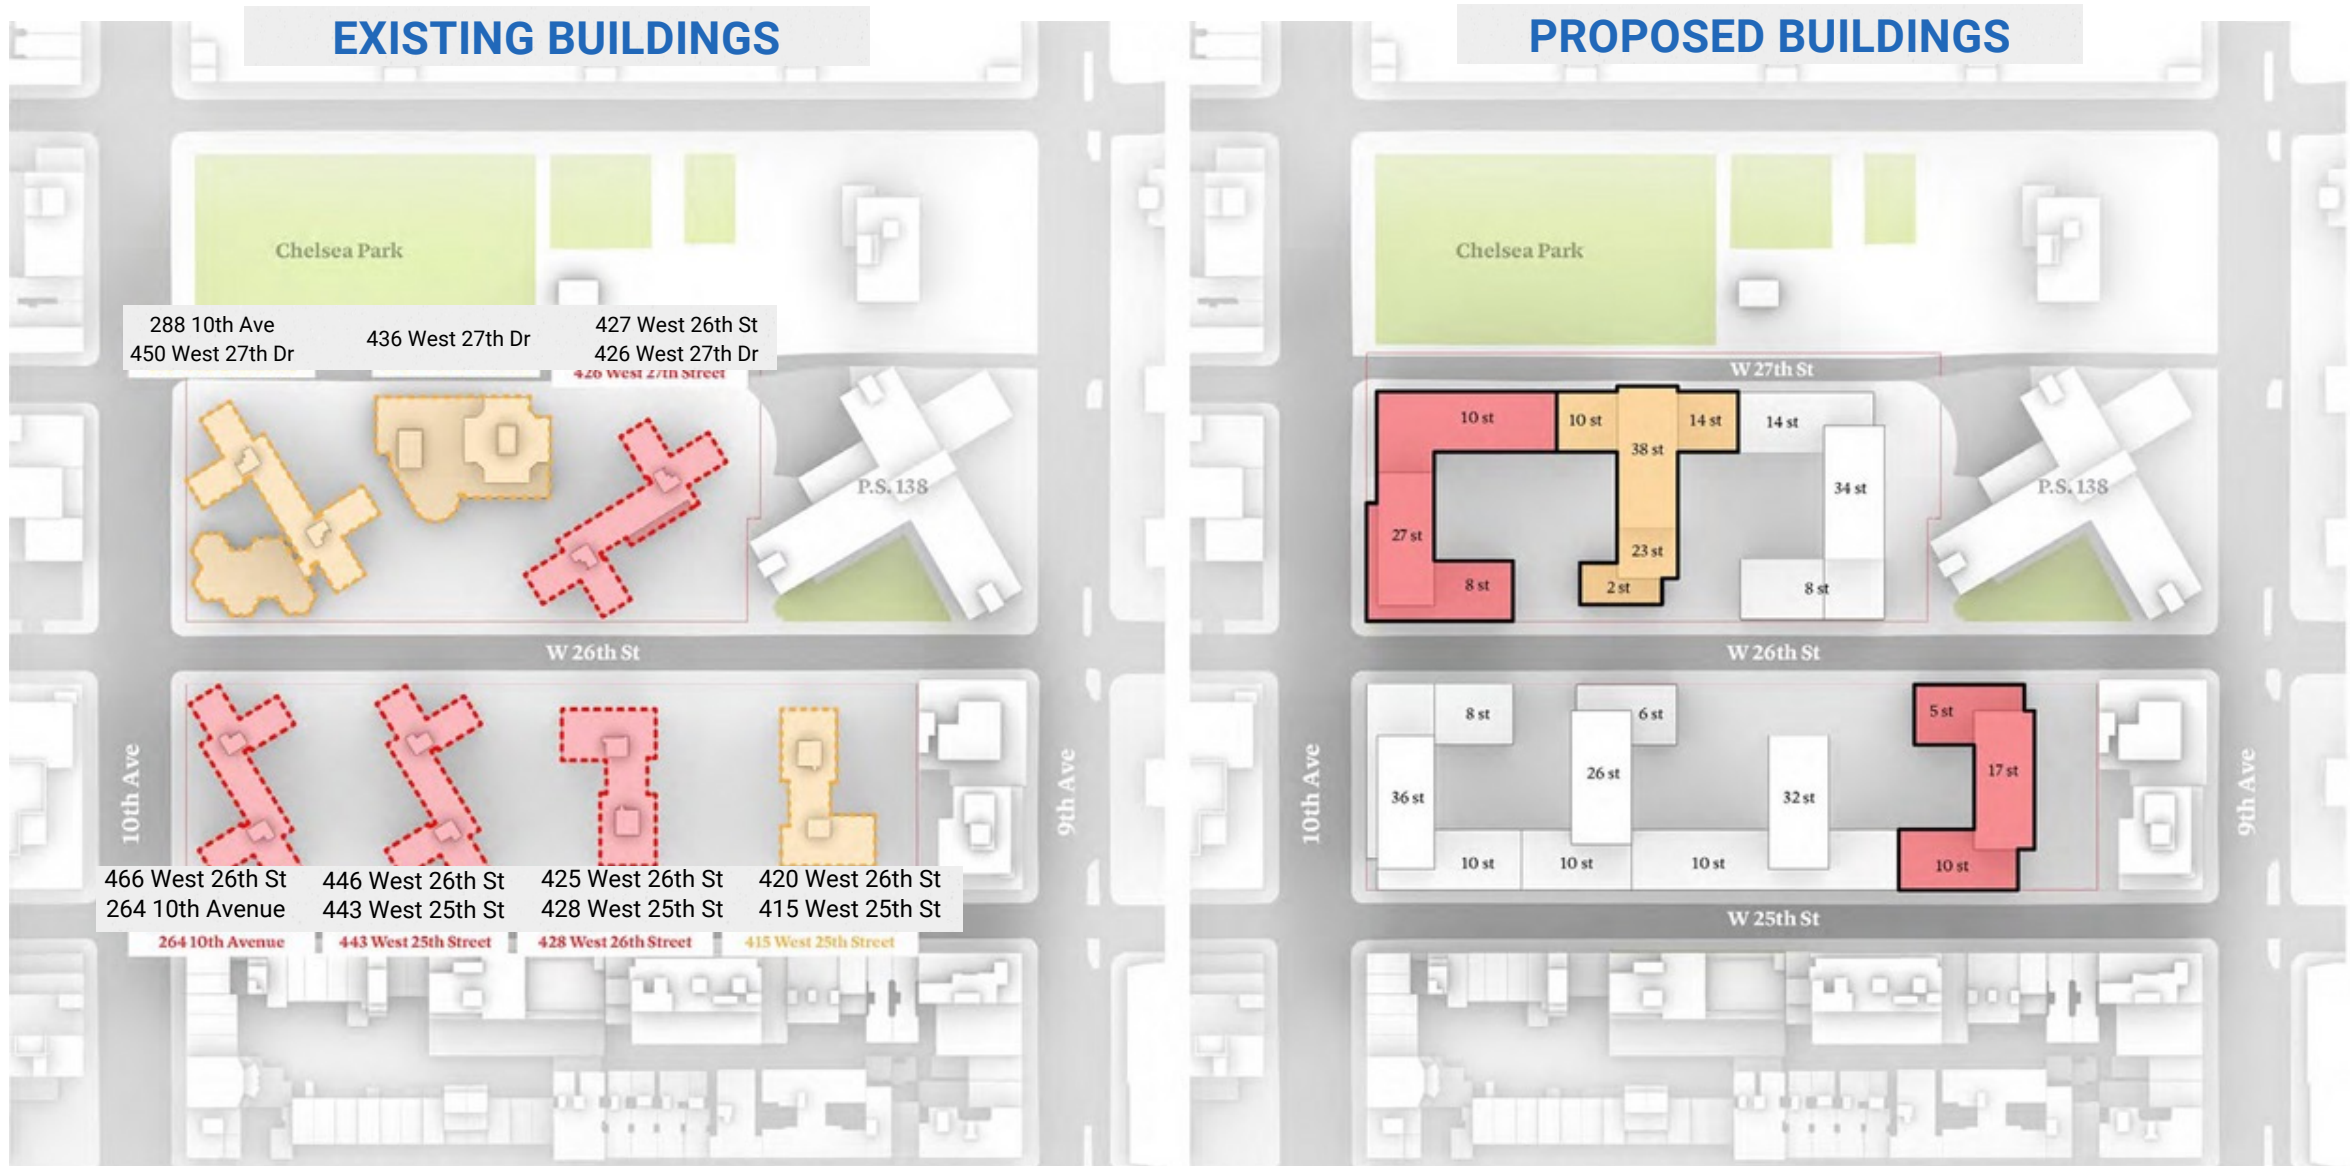 EXISTING BUILDINGS
Chelsea Park
288 10th Ave
450 West 27th Dr
436 West 27th Dr
427 West 26th St
426 West 27th Dr
426 West 27th Street
P.S. 138
W 26th St
10th Ave
9th Ave
466 West 26th St
264 10th Avenue
446 West 26th St
443 West 25th St
425 West 26th St
428 West 25th St
420 West 26th St
415 West 25th St
264 10th Avenue
443 West 25th Street
428 West 26th Street
415 West 25th Street
PROPOSED BUILDINGS
Chelsea Park
W 27th St
10 st
10 st
38 st
14 st
14 st
34 st
27 st
23 st
8 st
2 st
8 st
P.S. 138
W 26th St
8 st
6 st
5 st
36 st
26 st
32 st
17 st
10 st
10 st
10 st
10 st
10th Ave
9th Ave
W 25th St